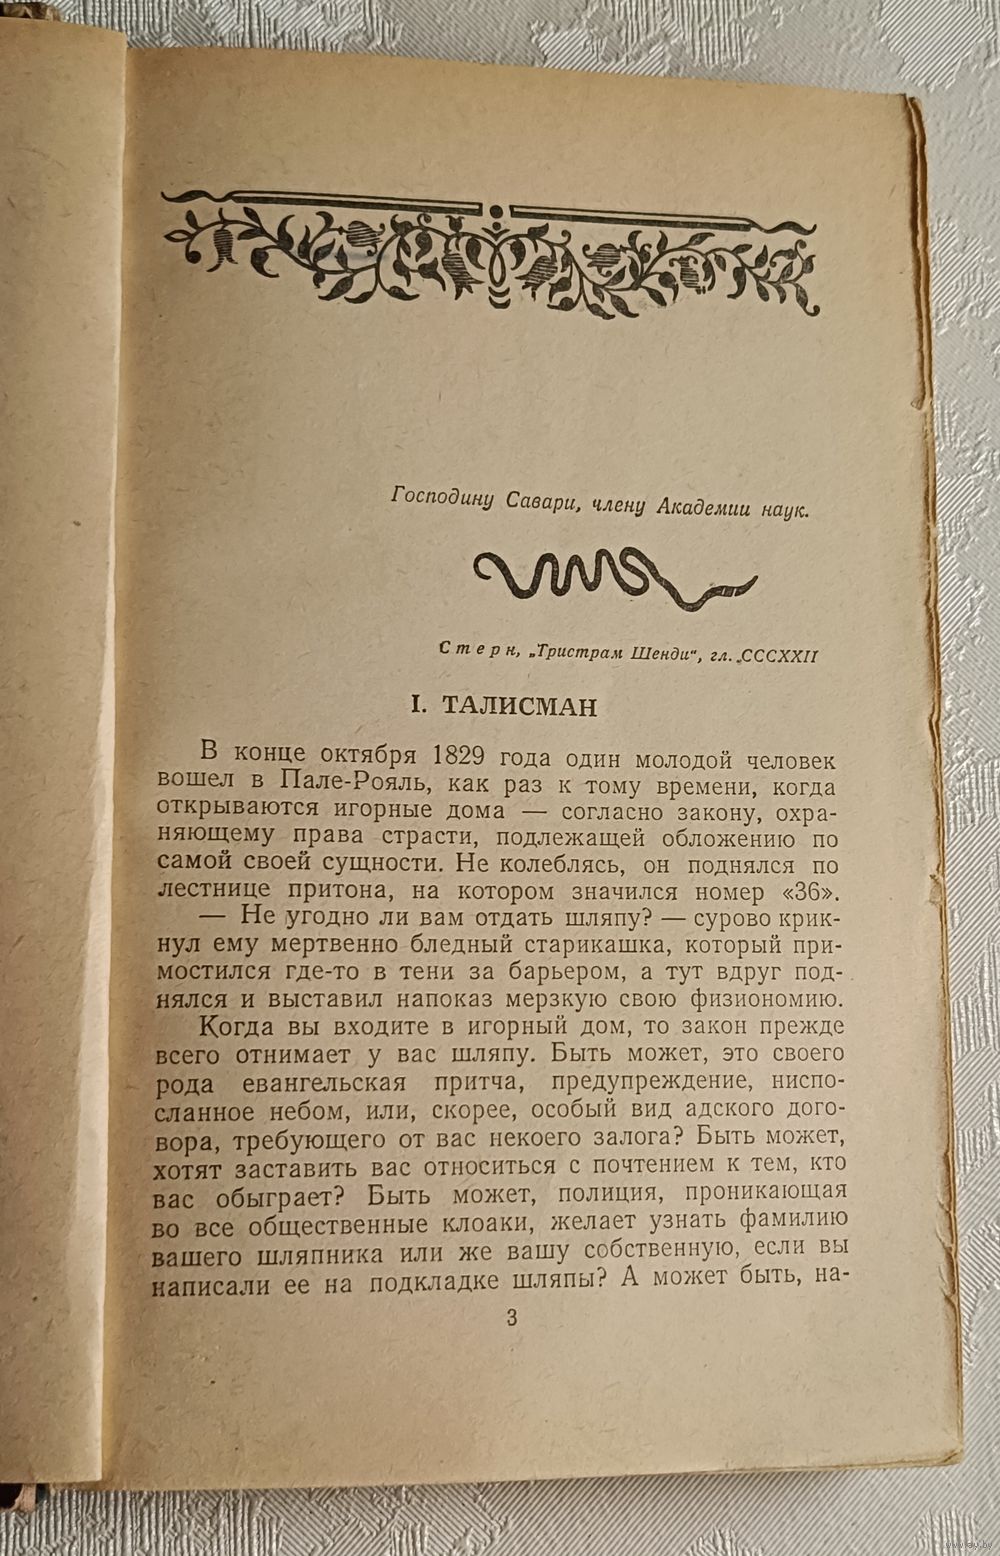 Господину Савари, члену Академии наук.
Стерн, „Тристрам Шенди“, гл. CCCXXII
I. ТАЛИСМАН
В конце октября 1829 года один молодой человек
вошел в Пале-Рояль, как раз к тому времени, когда
открываются игорные дома — согласно закону, охра-
няющему права страсти, подлежащей обложению по
самой своей сущности. Не колеблясь, он поднялся по
лестнице притона, на котором значился номер «36».
— Не угодно ли вам отдать шляпу? — сурово крик-
нул ему мертвенно бледный старикашка, который при-
мостился где-то в тени за барьером, а тут вдруг под-
нялся и выставил напоказ мерзкую свою физиономию.
Когда вы входите в игорный дом, то закон прежде
всего отнимает у вас шляпу. Быть может, это своего
рода евангельская притча, предупреждение, ниспо-
сланное небом, или, скорее, особый вид адского дого-
вора, требующего от вас некоего залога? Быть может,
хотят заставить вас относиться с почтением к тем, кто
вас обыграет? Быть может, полиция, проникающая
во все общественные клоаки, желает узнать фамилию
вашего шляпника или же вашу собственную, если вы
написали ее на подкладке шляпы? А может быть, на-
3
www.ay.by